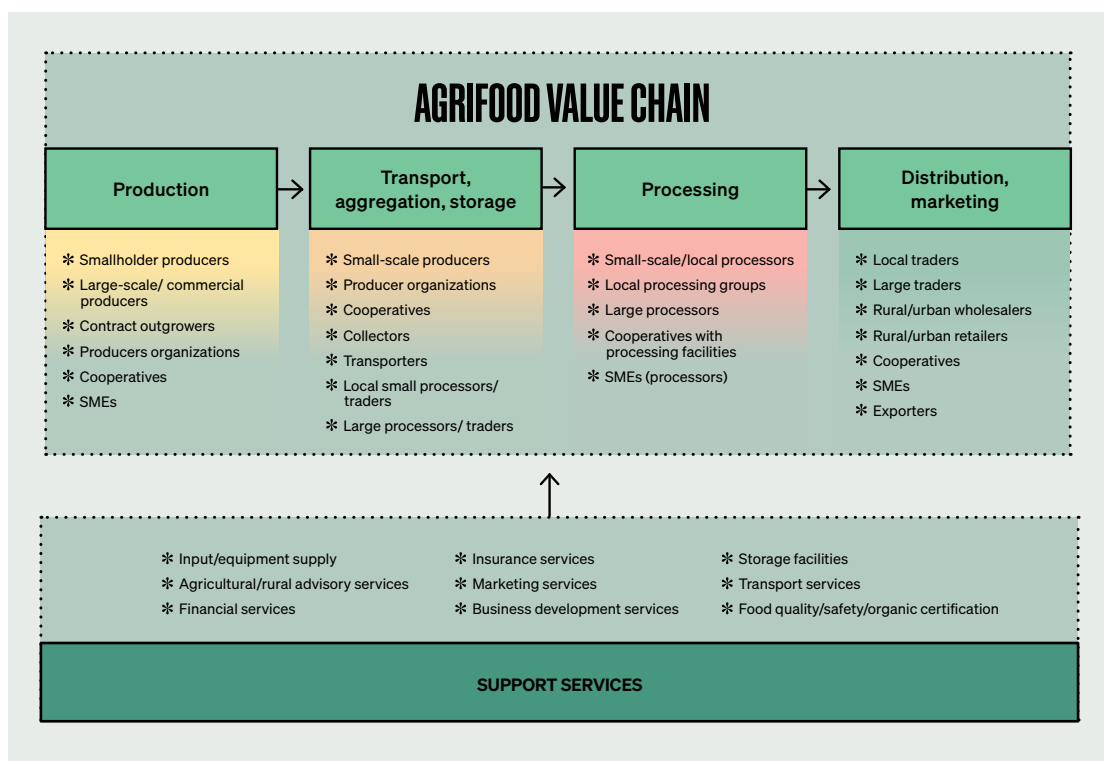 AGRIFOOD VALUE CHAIN
Production
Transport,
aggregation, storage
Processing
Distribution,
marketing
✻ Smallholder producers
✻ Large-scale/ commercial
producers
✻ Contract outgrowers
✻ Producers organizations
✻ Cooperatives
✻ SMEs
✻ Small-scale producers
✻ Producer organizations
✻ Cooperatives
✻ Collectors
✻ Transporters
✻ Local small processors/
traders
✻ Large processors/ traders
✻ Small-scale/local processors
✻ Local processing groups
✻ Large processors
✻ Cooperatives with
processing facilities
✻ SMEs (processors)
✻ Local traders
✻ Large traders
✻ Rural/urban wholesalers
✻ Rural/urban retailers
✻ Cooperatives
✻ SMEs
✻ Exporters
✻ Input/equipment supply
✻ Agricultural/rural advisory services
✻ Financial services
✻ Insurance services
✻ Marketing services
✻ Business development services
✻ Storage facilities
✻ Transport services
✻ Food quality/safety/organic certification
SUPPORT SERVICES